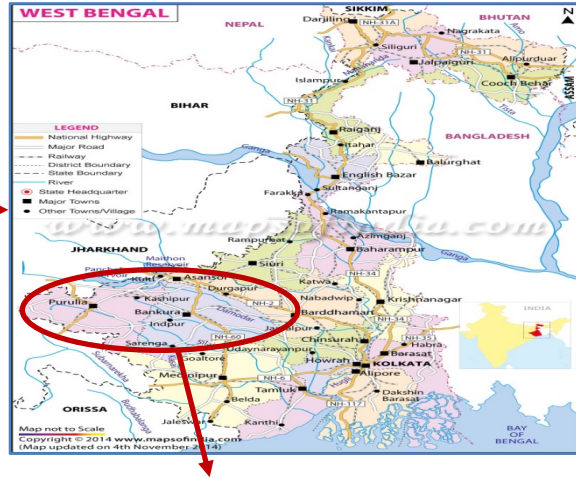 WEST BENGAL
SIKKIM
NEPAL
BHUTAN
N
Darjiling
NH-31A
Nagrakata
Siliguri
NH-31
Alipurduar
Jalpaiguri
Islampur
Cooch Behar
ASSAM
BIHAR
NH-31
Raiganj
Itahar
BANGLADESH
Balurghat
LEGEND
National Highway
Major Road
Railway
District Boundary
State Boundary
River
State Headquarter
Major Towns
Other Towns/Village
Ganga
English Bazar
Sultanganj
Farakka
Ramakantapur
JHARKHAND
Rampurhat
Azimganj
Baharampur
Ganga
Maithon
Reservoir
Suri
Kulti
Asansol
Katwa
NH-34
Purulia
Kashipur
Durgapur
NH-2
Nabadwip
Krishnanagar
Bankura
Damodar
Barddhaman
NH-34
INDIA
Indpur
Jamalpur
Sarenga
NH-60
Chinsurah
NH-35
Habra
Goaltore
Udaynarayanpur
Barasat
Howrah
KOLKATA
Medinipur
NH-6
Alipore
Tamluk
Belda
Dakshin
Barasat
ORISSA
NH-117
Jaleswar
Kanthi
BAY
OF
BENGAL
Map not to Scale
Copyright © 2014 www.mapsofindia.com
(Map updated on 4th November 2014)